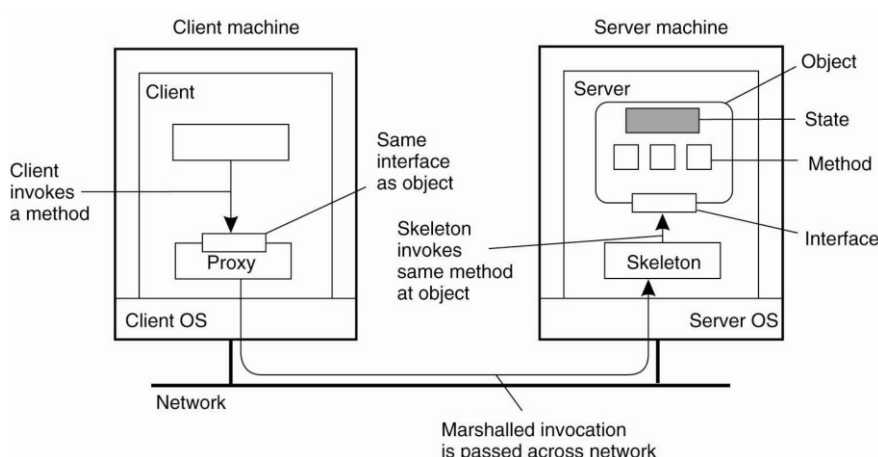 Client machine
Server machine
Client
Server
Object
State
Method
Interface
Client
invokes
a method
Same
interface
as object
Proxy
Skeleton
invokes
same method
at object
Skeleton
Client OS
Server OS
Network
Marshalled invocation
is passed across network